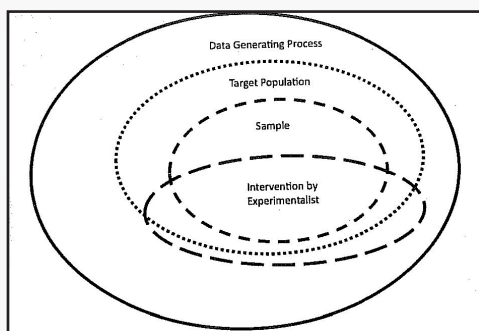 Data Generating Process
Target Population
Sample
Intervention by
Experimentalist